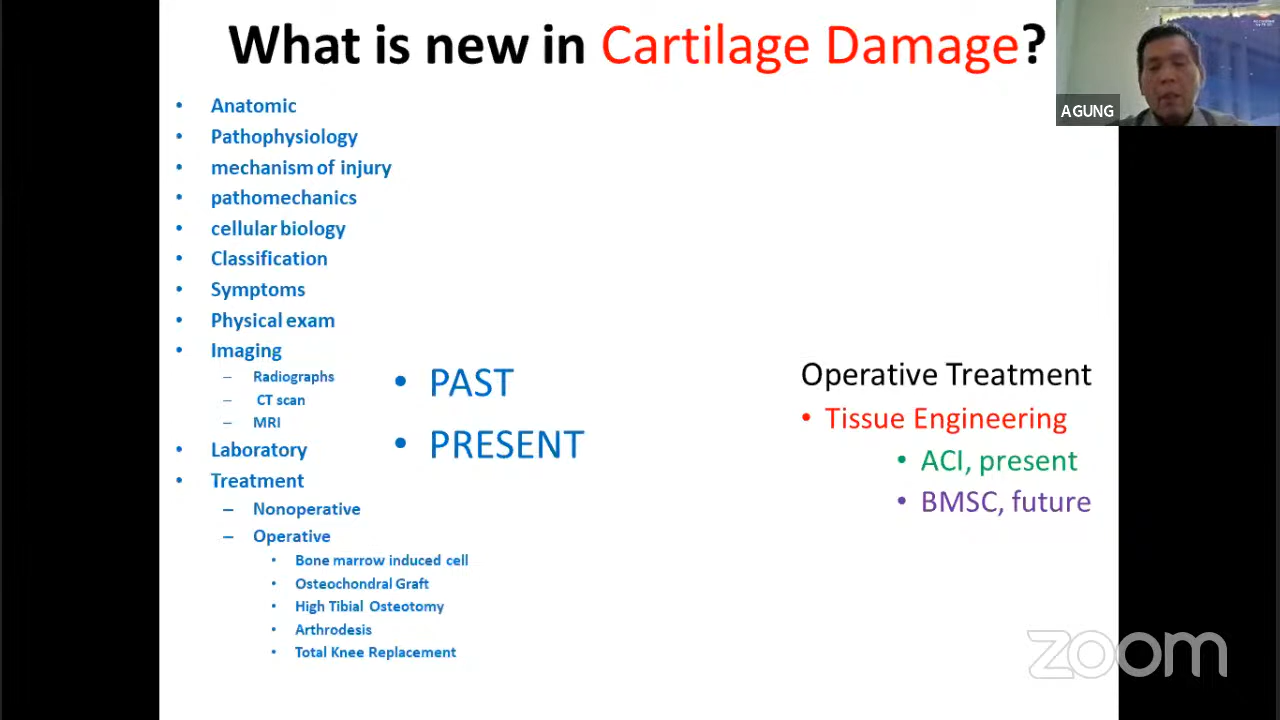 What is new in Cartilage Damage?
AGUNG
• Anatomic
• Pathophysiology
• mechanism of injury
• pathomechanics
• cellular biology
• Classification
• Symptoms
• Physical exam
• Imaging
– Radiographs
– CT scan
– MRI
• Laboratory
• Treatment
– Nonoperative
– Operative
• Bone marrow induced cell
• Osteochondral Graft
• High Tibial Osteotomy
• Arthrodesis
• Total Knee Replacement
• PAST
• PRESENT
Operative Treatment
• Tissue Engineering
• ACI, present
• BMSC, future
zoom